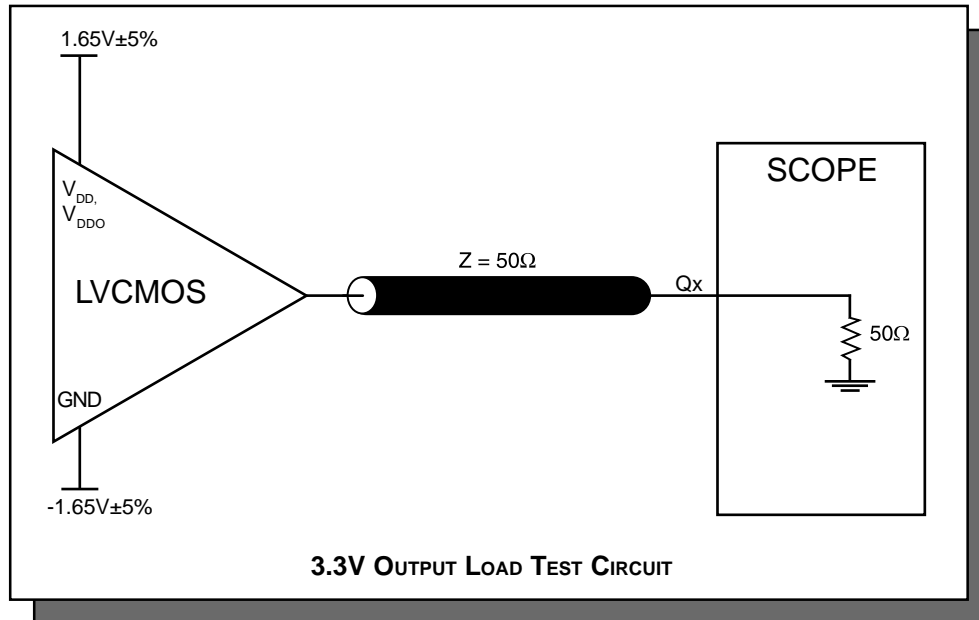 1.65V±5%
VDD,
VDDO
LVCMOS
GND
-1.65V±5%
Z = 50Ω
Qx
SCOPE
50Ω
3.3V OUTPUT LOAD TEST CIRCUIT